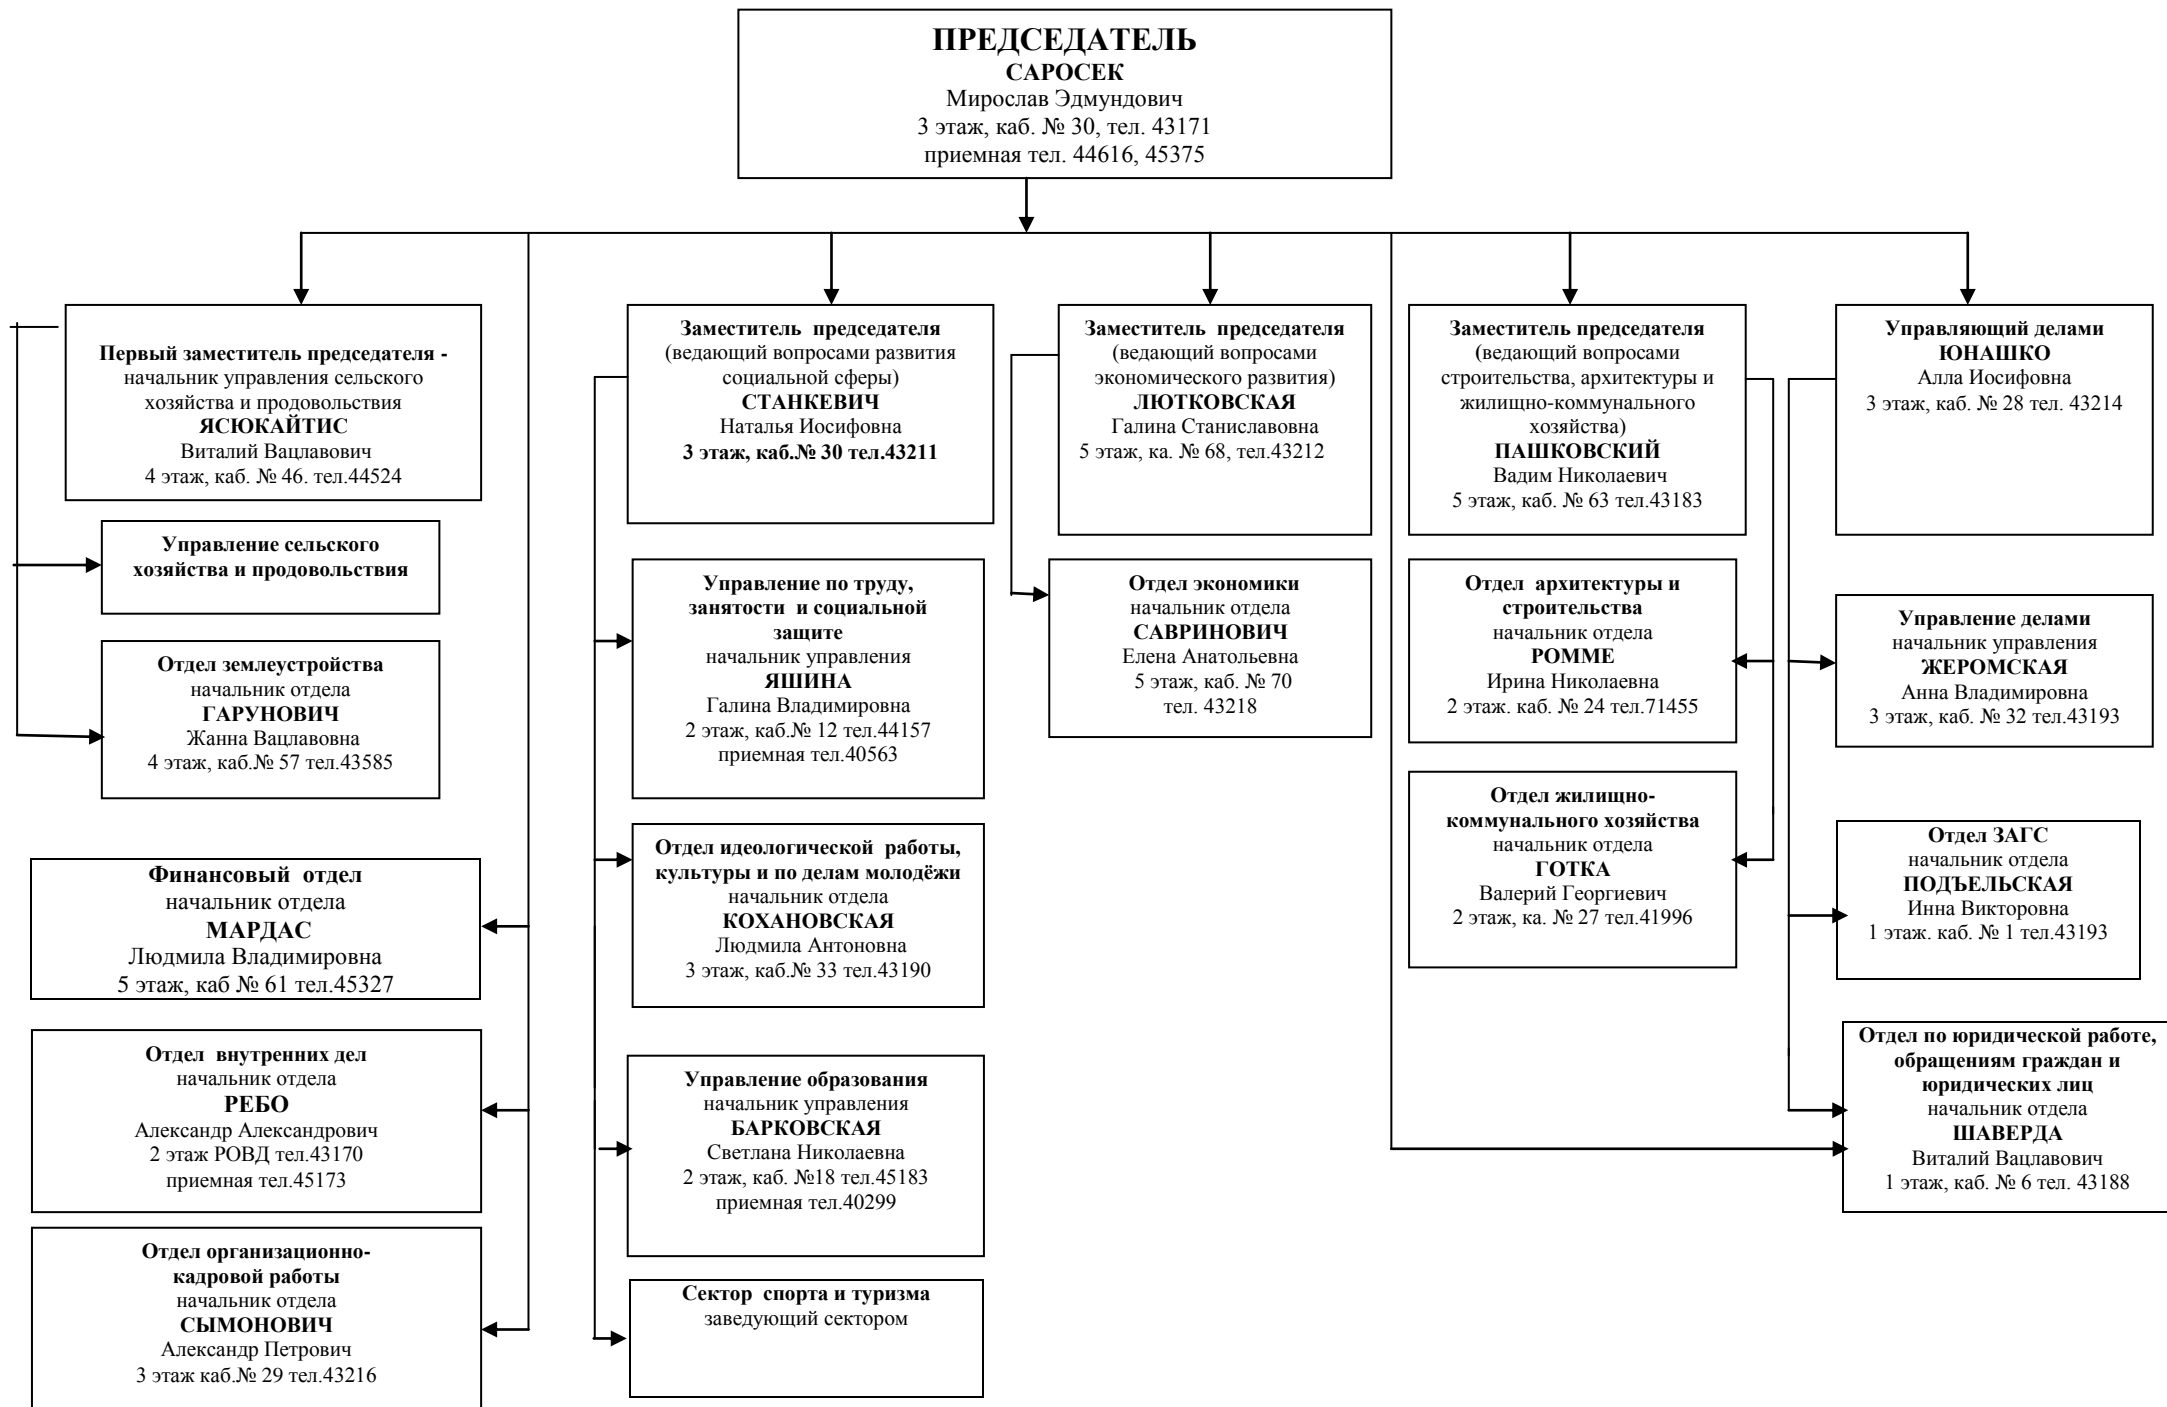 ПРЕДСЕДАТЕЛЬ
САРОСЕК
Мирослав Эдмундович
3 этаж, каб. № 30, тел. 43171
приемная тел. 44616, 45375
Первый заместитель председателя -
начальник управления сельского
хозяйства и продовольствия
ЯСЮКАЙТИС
Виталий Вацлавович
4 этаж, каб. № 46. тел.44524
Заместитель председателя
(ведающий вопросами развития
социальной сферы)
СТАНКЕВИЧ
Наталья Иосифовна
3 этаж, каб.№ 30 тел.43211
Заместитель председателя
(ведающий вопросами
экономического развития)
ЛЮТКОВСКАЯ
Галина Станиславовна
5 этаж, ка. № 68, тел.43212
Заместитель председателя
(ведающий вопросами
строительства, архитектуры и
жилищно-коммунального
хозяйства)
ПАШКОВСКИЙ
Вадим Николаевич
5 этаж, каб. № 63 тел.43183
Управляющий делами
ЮНАШКО
Алла Иосифовна
3 этаж, каб. № 28 тел. 43214
Управление сельского
хозяйства и продовольствия
Отдел землеустройства
начальник отдела
ГАРУНОВИЧ
Жанна Вацлавовна
4 этаж, каб.№ 57 тел.43585
Финансовый отдел
начальник отдела
МАРДАС
Людмила Владимировна
5 этаж, каб № 61 тел.45327
Отдел внутренних дел
начальник отдела
РЕБО
Александр Александрович
2 этаж РОВД тел.43170
приемная тел.45173
Отдел организационно-
кадровой работы
начальник отдела
СЫМОНОВИЧ
Александр Петрович
3 этаж каб.№ 29 тел.43216
Управление по труду,
занятости и социальной
защите
начальник управления
ЯШИНА
Галина Владимировна
2 этаж, каб.№ 12 тел.44157
приемная тел.40563
Отдел идеологической работы,
культуры и по делам молодёжи
начальник отдела
КОХАНОВСКАЯ
Людмила Антоновна
3 этаж, каб.№ 33 тел.43190
Управление образования
начальник управления
БАРКОВСКАЯ
Светлана Николаевна
2 этаж, каб. №18 тел.45183
приемная тел.40299
Сектор спорта и туризма
заведующий сектором
Отдел экономики
начальник отдела
САВРИНОВИЧ
Елена Анатольевна
5 этаж, каб. № 70
тел. 43218
Отдел архитектуры и
строительства
начальник отдела
РОММЕ
Ирина Николаевна
2 этаж. каб. № 24 тел.71455
Отдел жилищно-
коммунального хозяйства
начальник отдела
ГОТКА
Валерий Георгиевич
2 этаж, ка. № 27 тел.41996
Управление делами
начальник управления
ЖЕРОМСКАЯ
Анна Владимировна
3 этаж, каб. № 32 тел.43193
Отдел ЗАГС
начальник отдела
ПОДЪЕЛЬСКАЯ
Инна Викторовна
1 этаж. каб. № 1 тел.43193
Отдел по юридической работе,
обращениям граждан и
юридических лиц
начальник отдела
ШАВЕРДА
Виталий Вацлавович
1 этаж, каб. № 6 тел. 43188